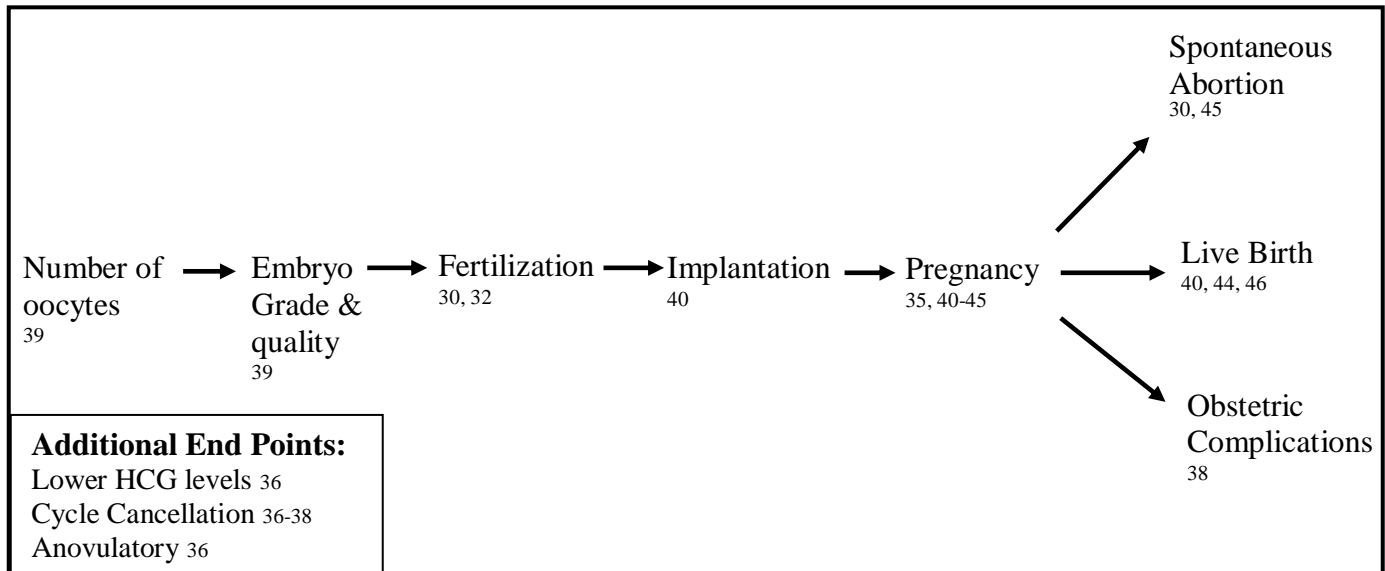 Spontaneous
Abortion
30, 45
Number of
oocytes
39
Embryo
Grade &
quality
39
Fertilization
30, 32
Implantation
40
Pregnancy
35, 40-45
Live Birth
40, 44, 46
Obstetric
Complications
38
Additional End Points:
Lower HCG levels 36
Cycle Cancellation 36-38
Anovulatory 36